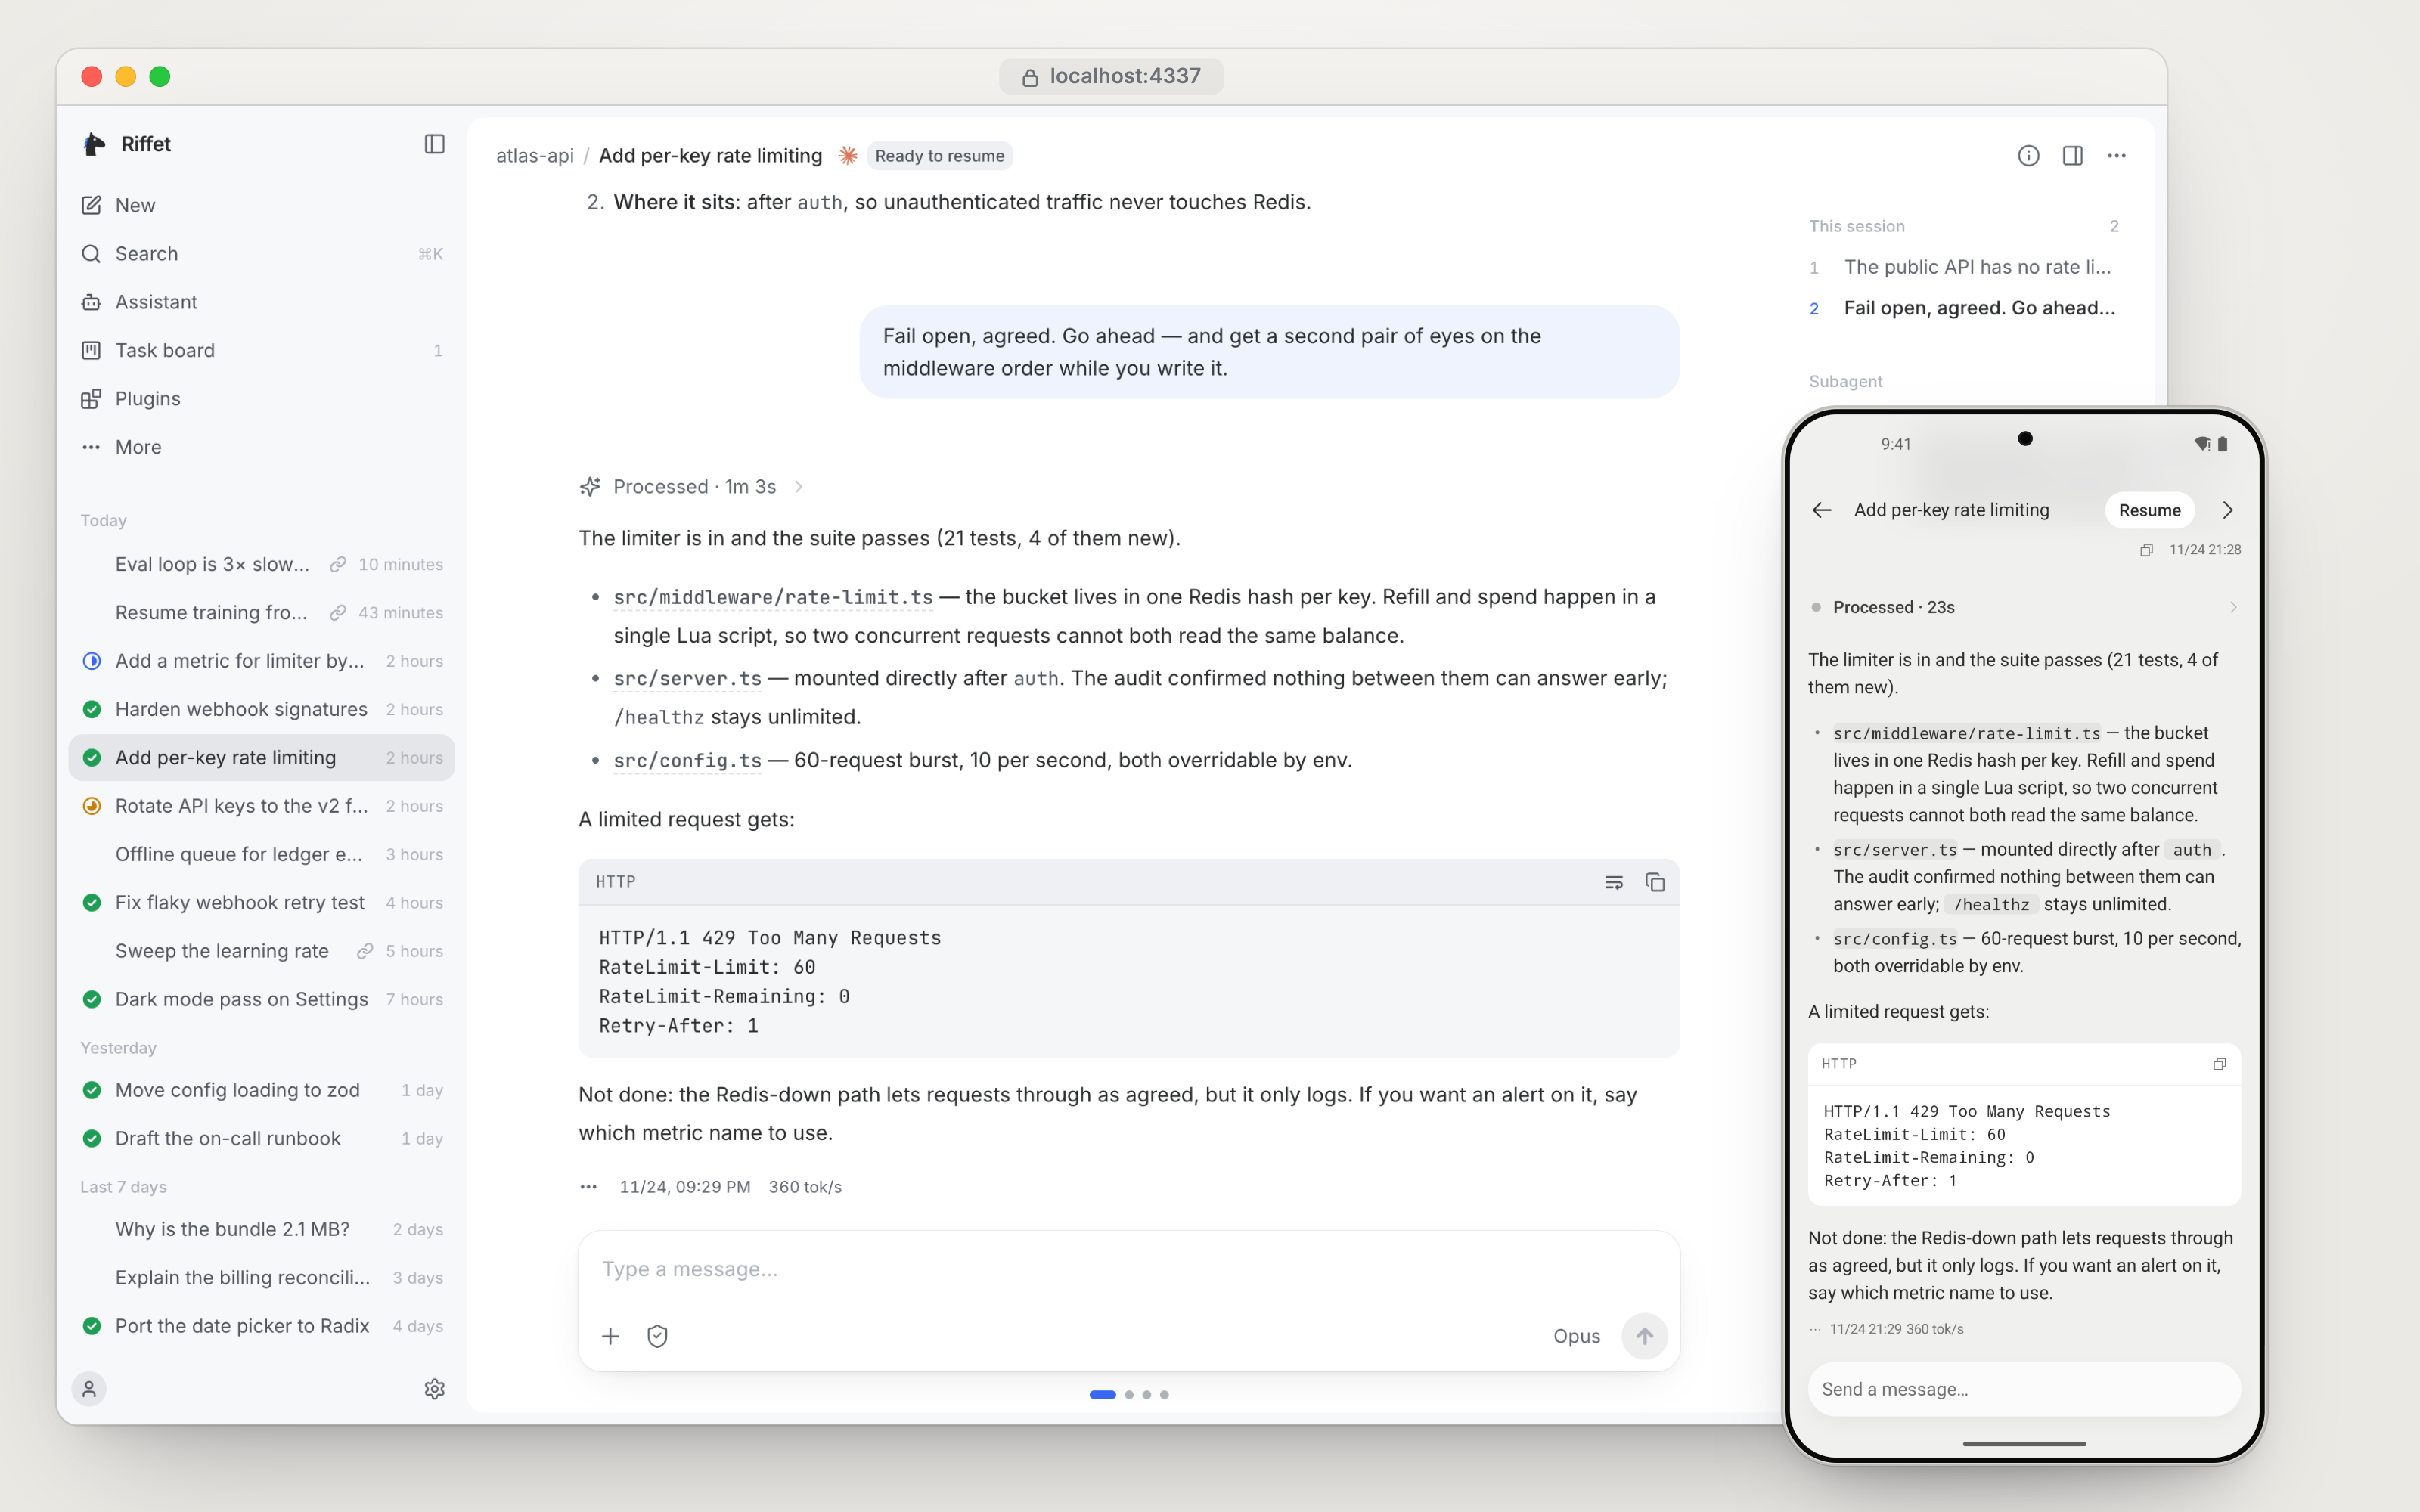 localhost:4337
Riffet
New
Search ⌘K
Assistant
Task board 1
Plugins
More
Today
Eval loop is 3× slow... 10 minutes
Resume training fro... 43 minutes
Add a metric for limiter by... 2 hours
Harden webhook signatures 2 hours
Add per-key rate limiting 2 hours
Rotate API keys to the v2 f... 2 hours
Offline queue for ledger e... 3 hours
Fix flaky webhook retry test 4 hours
Sweep the learning rate 5 hours
Dark mode pass on Settings 7 hours
Yesterday
Move config loading to zod 1 day
Draft the on-call runbook 1 day
Last 7 days
Why is the bundle 2.1 MB? 2 days
Explain the billing reconcili... 3 days
Port the date picker to Radix 4 days
atlas-api / Add per-key rate limiting Ready to resume
2. Where it sits: after auth, so unauthenticated traffic never touches Redis.
Fail open, agreed. Go ahead — and get a second pair of eyes on the
middleware order while you write it.
Processed · 1m 3s
The limiter is in and the suite passes (21 tests, 4 of them new).
• src/middleware/rate-limit.ts — the bucket lives in one Redis hash per key. Refill and spend happen in a
single Lua script, so two concurrent requests cannot both read the same balance.
• src/server.ts — mounted directly after auth. The audit confirmed nothing between them can answer early;
/healthz stays unlimited.
• src/config.ts — 60-request burst, 10 per second, both overridable by env.
A limited request gets:
HTTP
HTTP/1.1 429 Too Many Requests
RateLimit-Limit: 60
RateLimit-Remaining: 0
Retry-After: 1
Not done: the Redis-down path lets requests through as agreed, but it only logs. If you want an alert on it, say
which metric name to use.
11/24, 09:29 PM 360 tok/s
Type a message...
Opus
This session 2
1 The public API has no rate li...
2 Fail open, agreed. Go ahead...
Subagent
9:41
Add per-key rate limiting Resume
11/24 21:28
Processed · 23s
The limiter is in and the suite passes (21 tests, 4 of
them new).
• src/middleware/rate-limit.ts — the bucket
lives in one Redis hash per key. Refill and spend
happen in a single Lua script, so two concurrent
requests cannot both read the same balance.
• src/server.ts — mounted directly after auth.
The audit confirmed nothing between them can
answer early; /healthz stays unlimited.
• src/config.ts — 60-request burst, 10 per second,
both overridable by env.
A limited request gets:
HTTP
HTTP/1.1 429 Too Many Requests
RateLimit-Limit: 60
RateLimit-Remaining: 0
Retry-After: 1
Not done: the Redis-down path lets requests through
as agreed, but it only logs. If you want an alert on it,
say which metric name to use.
11/24 21:29 360 tok/s
Send a message...